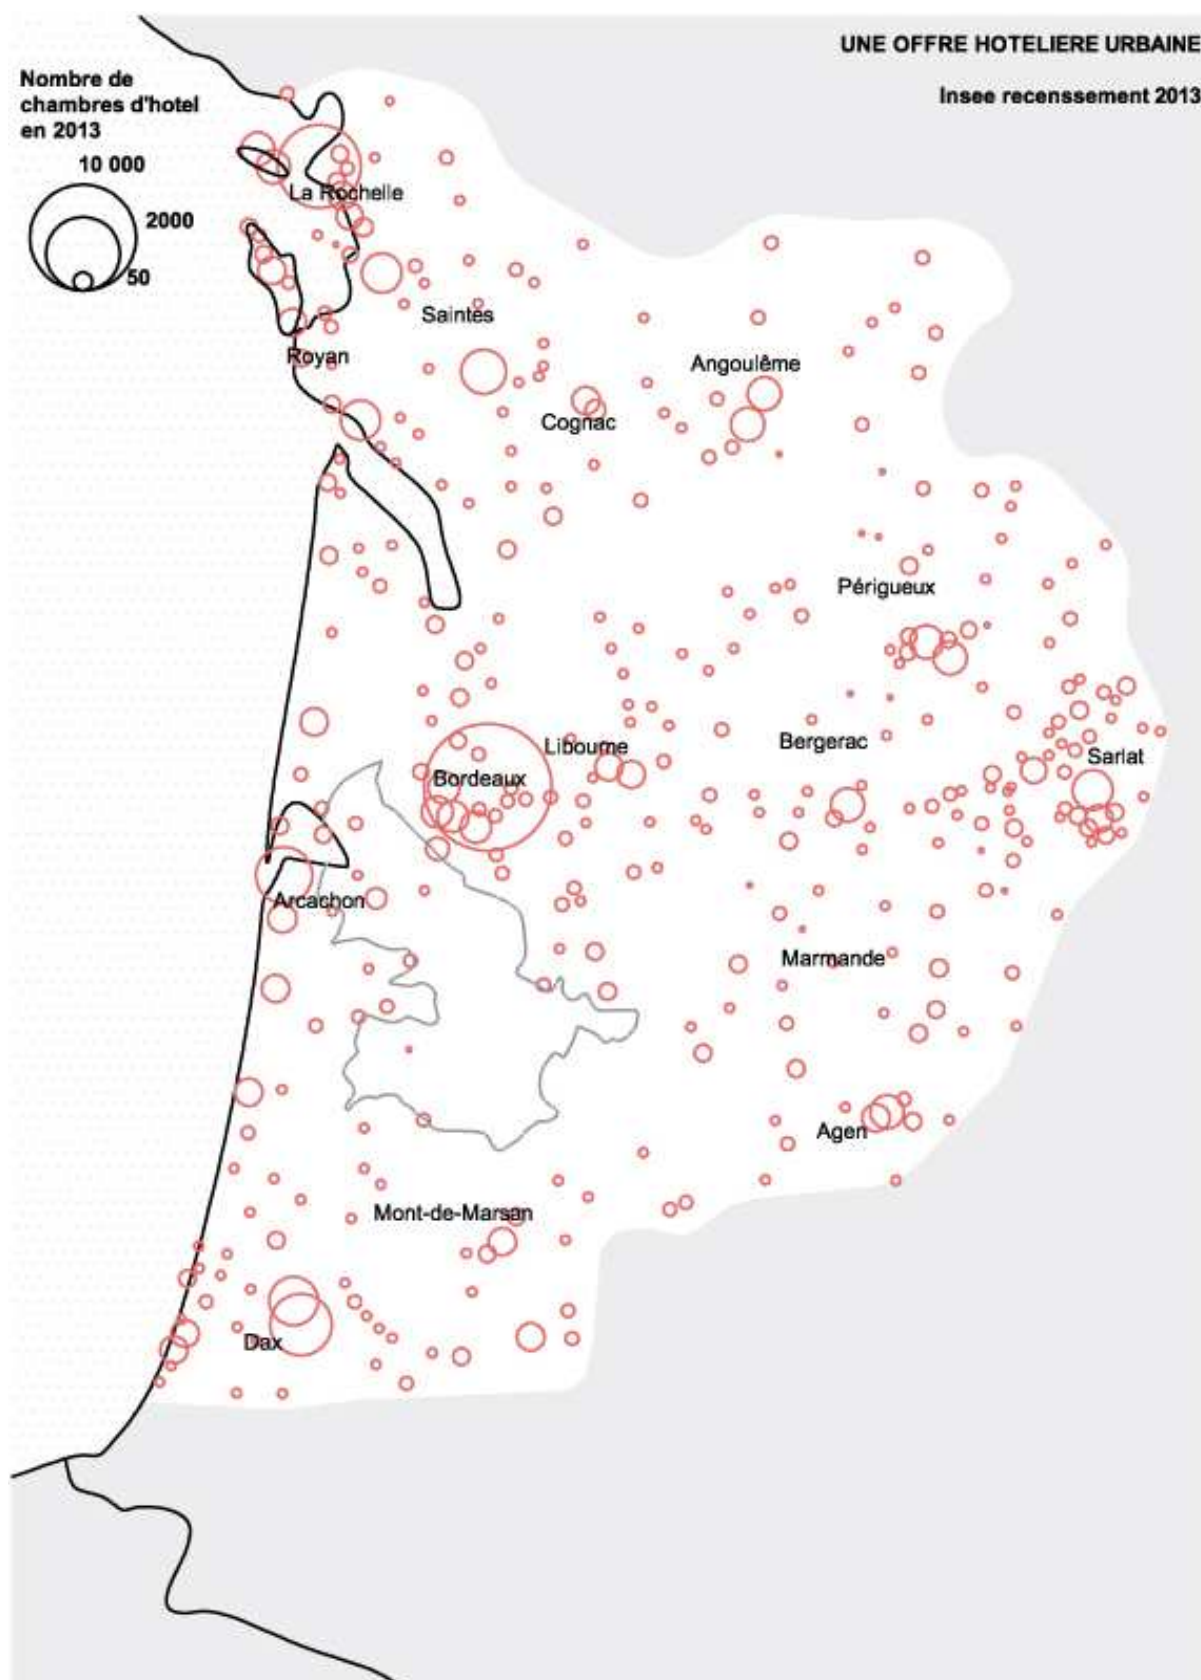 UNE OFFRE HOTELIERE URBAINE
Insee recenssement 2013
Nombre de
chambres d'hotel
en 2013
10 000
2000
50
La Rochelle
Saintes
Royan
Angoulême
Cognac
Périgueux
Libourne
Bergerac
Sarlat
Bordeaux
Arcachon
Marmande
Agen
Mont-de-Marsan
Dax